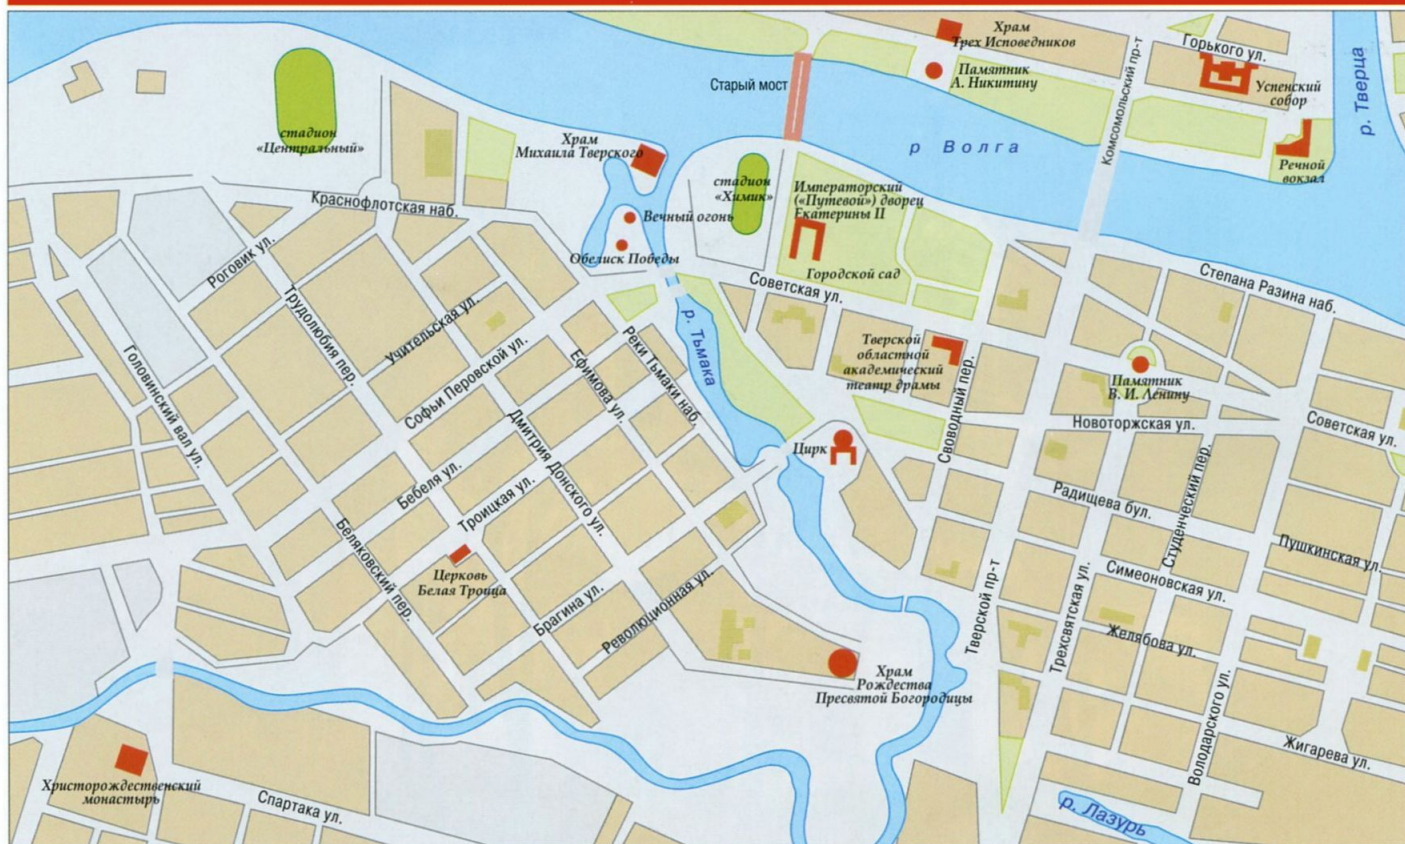 Храм
Трех Исповедников
Горького ул.
Памятник
А. Никитину
Старый мост
Комсомольский пр-т
Успенский
собор
р. Тверца
стадион
«Центральный»
Храм
Михаила Тверского
р Волга
Речной
вокзал
стадион
«Химик»
Императорский
(«Путевой») дворец
Екатерины II
Краснофлотская наб.
Вечный огонь
Обелиск Победы
Роговик ул.
Городской сад
Советская ул.
Степана Разина наб.
Трудолюбия пер.
Учительская ул.
Софьи Перовской ул.
Ефимова ул.
Реки Тьмаки наб.
р. Тьмака
Тверской
областной
академический
театр драмы
Головинский вал ул.
Свободный пер.
Памятник
В. И. Ленину
Новоторжская ул.
Советская ул.
Дмитрия Донского ул.
Цирк
Бебеля ул.
Троицкая ул.
Радищева бул.
Студенческий пер.
Беляковский пер.
Церковь
Белая Троица
Пушкинская ул.
Симеоновская ул.
Брагина ул.
Революционная ул.
Тверской пр-т
Трехсвятская ул.
Желябова ул.
Храм
Рождества
Пресвятой Богородицы
Володарского ул.
Жигарева ул.
Христорождественский
монастырь
Спартака ул.
р. Лазурь